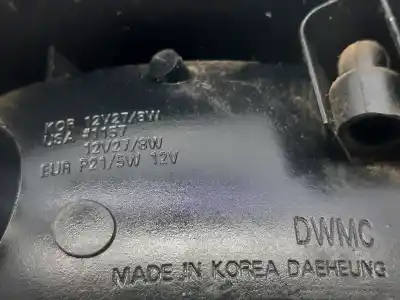 KOR 12V27/8W
USA #1157
12V27/8W
EUR P21/5W 12V
DWMC
MADE IN KOREA DAEHEUNG